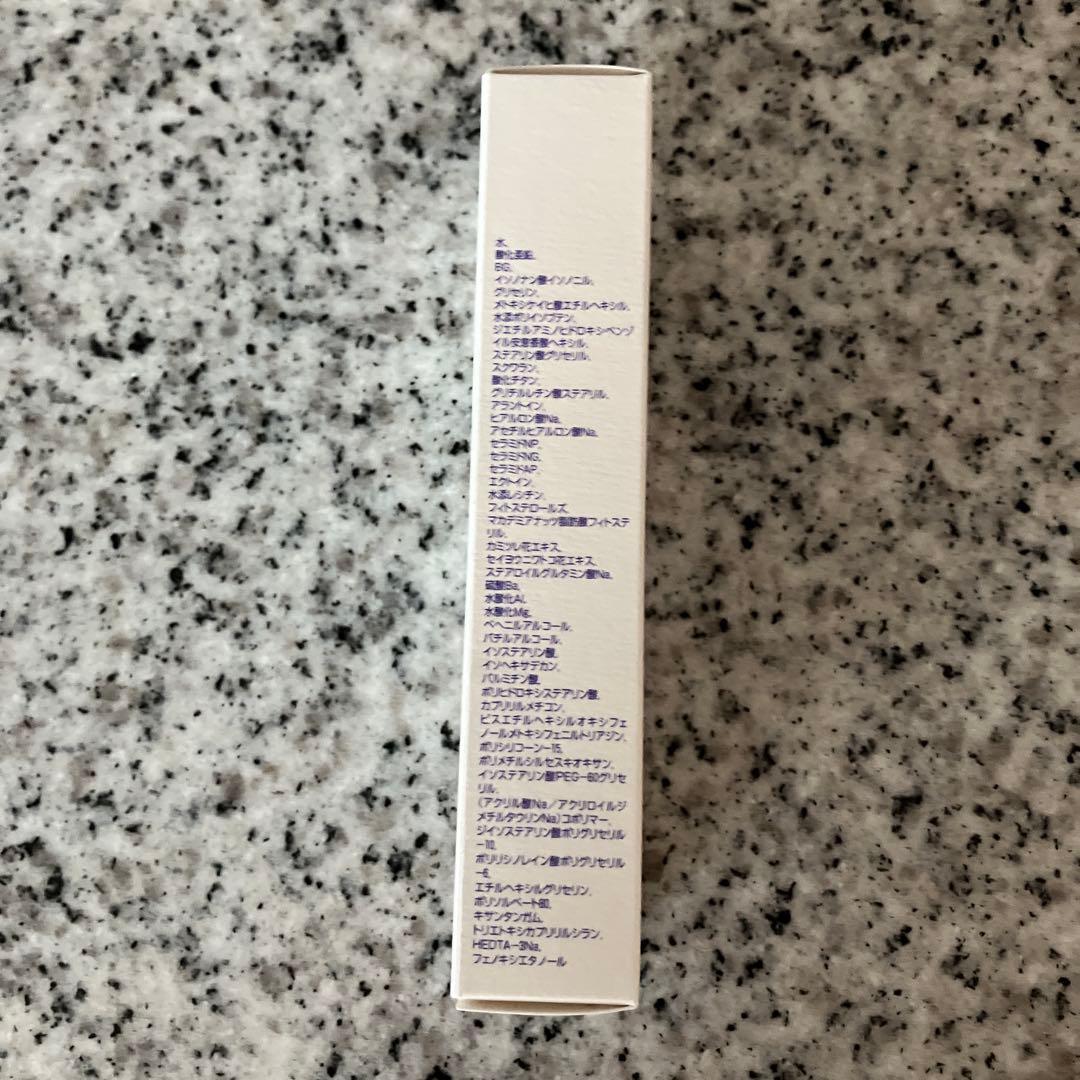 水、
酸化亜鉛、
BG、
イソノナン酸イソノニル、
グリセリン、
メトキシケイヒ酸エチルヘキシル、
水添ポリイソブテン、
ジエチルアミノヒドロキシベンゾ
イル安息香酸ヘキシル、
ステアリン酸グリセリル、
スクワラン、
酸化チタン、
グリチルレチン酸ステアリル、
アラントイン、
ヒアルロン酸Na、
アセチルヒアルロン酸Na、
セラミドNP、
セラミドNG、
セラミドAP、
エクトイン、
水添レシチン、
フィトステロールズ、
マカデミアナッツ脂肪酸フィトステ
リル、
カミツレ花エキス、
セイヨウニワトコ花エキス、
ステアロイルグルタミン酸Na、
硫酸Ba、
水酸化Al、
水酸化Mg、
ベヘニルアルコール、
バチルアルコール、
イソステアリン酸、
イソヘキサデカン、
パルミチン酸、
ポリヒドロキシステアリン酸、
カプリリルメチコン、
ビスエチルヘキシルオキシフェ
ノールメトキシフェニルトリアジン、
ポリシリコーン-15、
ポリメチルシルセスキオキサン、
イソステアリン酸PEG-60グリセ
リル、
(アクリル酸Na/アクリロイルジ
メチルタウリンNa)コポリマー、
ジイソステアリン酸ポリグリセリル
-10、
ポリリシノレイン酸ポリグリセリル
-6、
エチルヘキシルグリセリン、
ポリソルベート80、
キサンタンガム、
トリエトキシカプリリルシラン、
HEDTA-3Na、
フェノキシエタノール